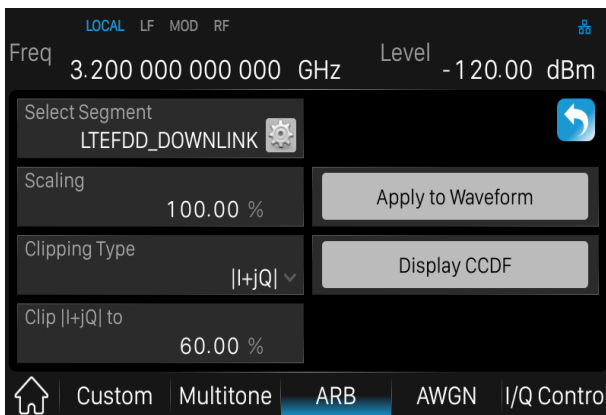 LOCAL LF MOD RF
Freq 3.200 000 000 000 GHz Level -120.00 dBm
Select Segment
LTEFDD_DOWNLINK
Scaling
100.00 %
Apply to Waveform
Clipping Type
|I+jQ|
Display CCDF
Clip |I+jQ| to
60.00 %
Custom Multitone ARB AWGN I/Q Contro